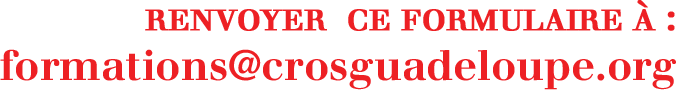 RENVOYER CE FORMULAIRE À :
formations@crosguadeloupe.org